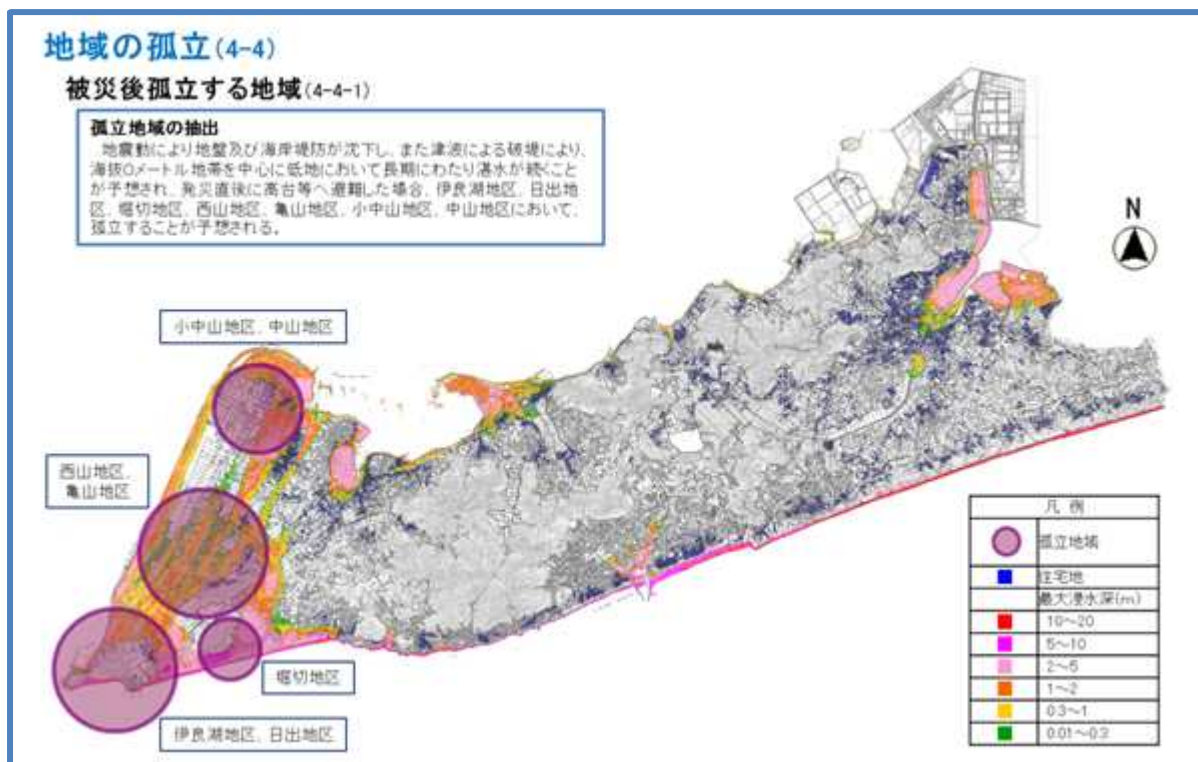 地域の孤立(4-4)
被災後孤立する地域(4-4-1)
孤立地域の抽出
地震動により地盤及び海岸堤防が沈下し、また津波による破堤により、
海抜0メートル地帯を中心に低地において長期にわたり湛水が続くこと
が予想され、発災直後に高台等へ避難した場合、伊良湖地区、日出地
区、堀切地区、西山地区、亀山地区、小中山地区、中山地区において、
孤立することが予想される。
N
小中山地区、中山地区
西山地区、
亀山地区
堀切地区
伊良湖地区、日出地区
凡 例
孤立地域
住宅地
最大浸水深(m)
10～20
5～10
2～5
1～2
0.3～1
0.01～0.3